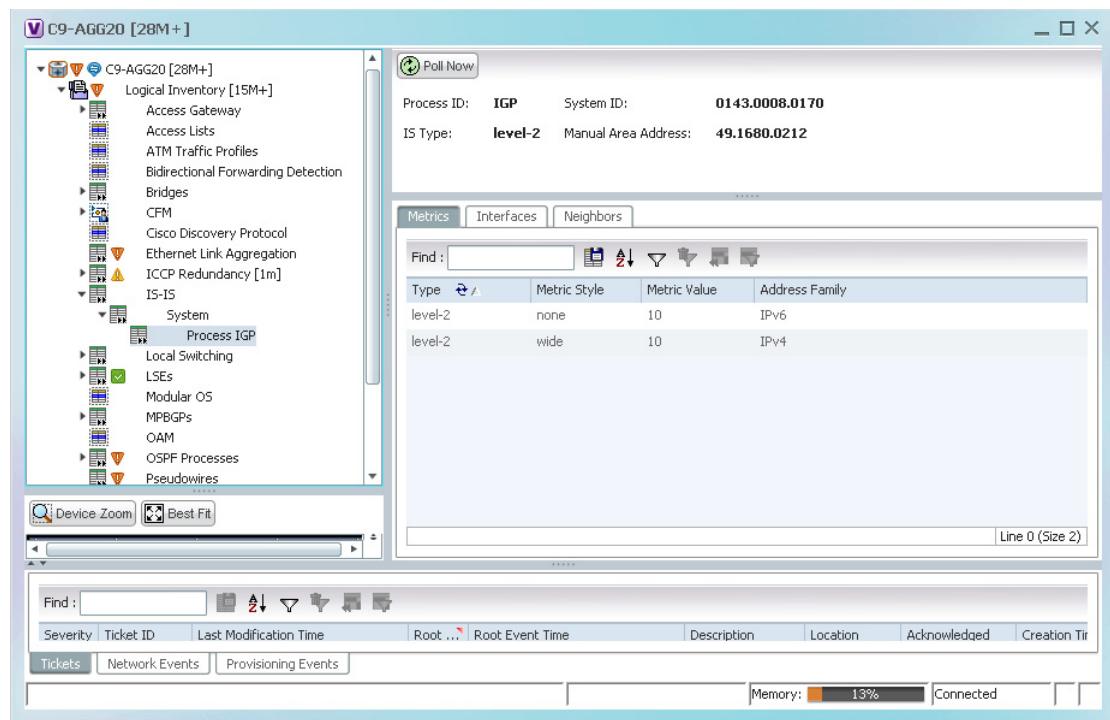 C9-AGG20 [28M+]
C9-AGG20 [28M+]
Logical Inventory [15M+]
Access Gateway
Access Lists
ATM Traffic Profiles
Bidirectional Forwarding Detection
Bridges
CFM
Cisco Discovery Protocol
Ethernet Link Aggregation
ICCP Redundancy [1m]
IS-IS
System
Process IGP
Local Switching
LSEs
Modular OS
MPBGPs
OAM
OSPF Processes
Pseudowires
Device Zoom Best Fit
Poll Now
Process ID: IGP System ID: 0143.0008.0170
IS Type: level-2 Manual Area Address: 49.1680.0212
Metrics Interfaces Neighbors
Find :
Type Metric Style Metric Value Address Family
level-2 none 10 IPv6
level-2 wide 10 IPv4
Line 0 (Size 2)
Find :
Severity Ticket ID Last Modification Time Root ... Root Event Time Description Location Acknowledged Creation Tir
Tickets Network Events Provisioning Events
Memory: 13% Connected